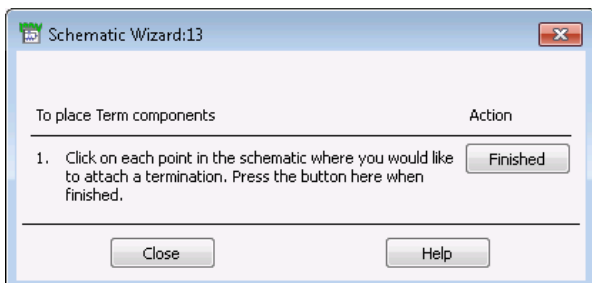 Schematic Wizard:13
To place Term components Action
1. Click on each point in the schematic where you would like Finished
to attach a termination. Press the button here when
finished.
Close Help